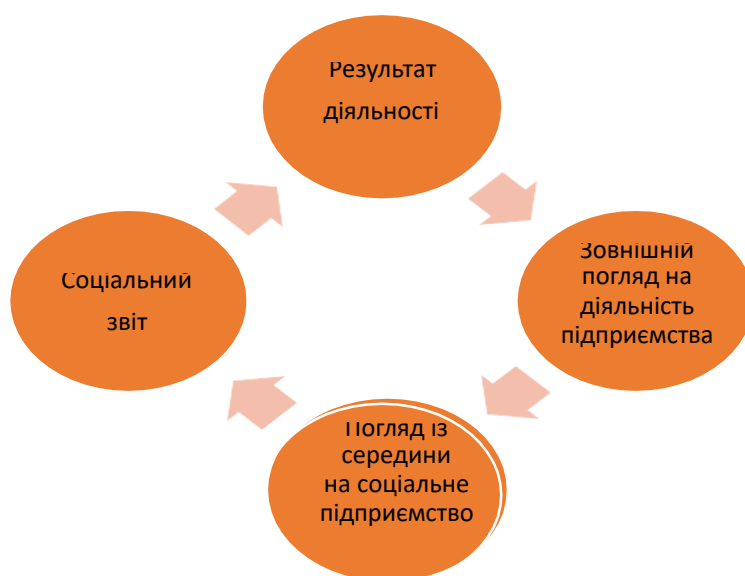 Результат
діяльності
Зовнішній
погляд на
діяльність
підприємства
Погляд із
середини
на соціальне
підприємство
Соціальний
звіт